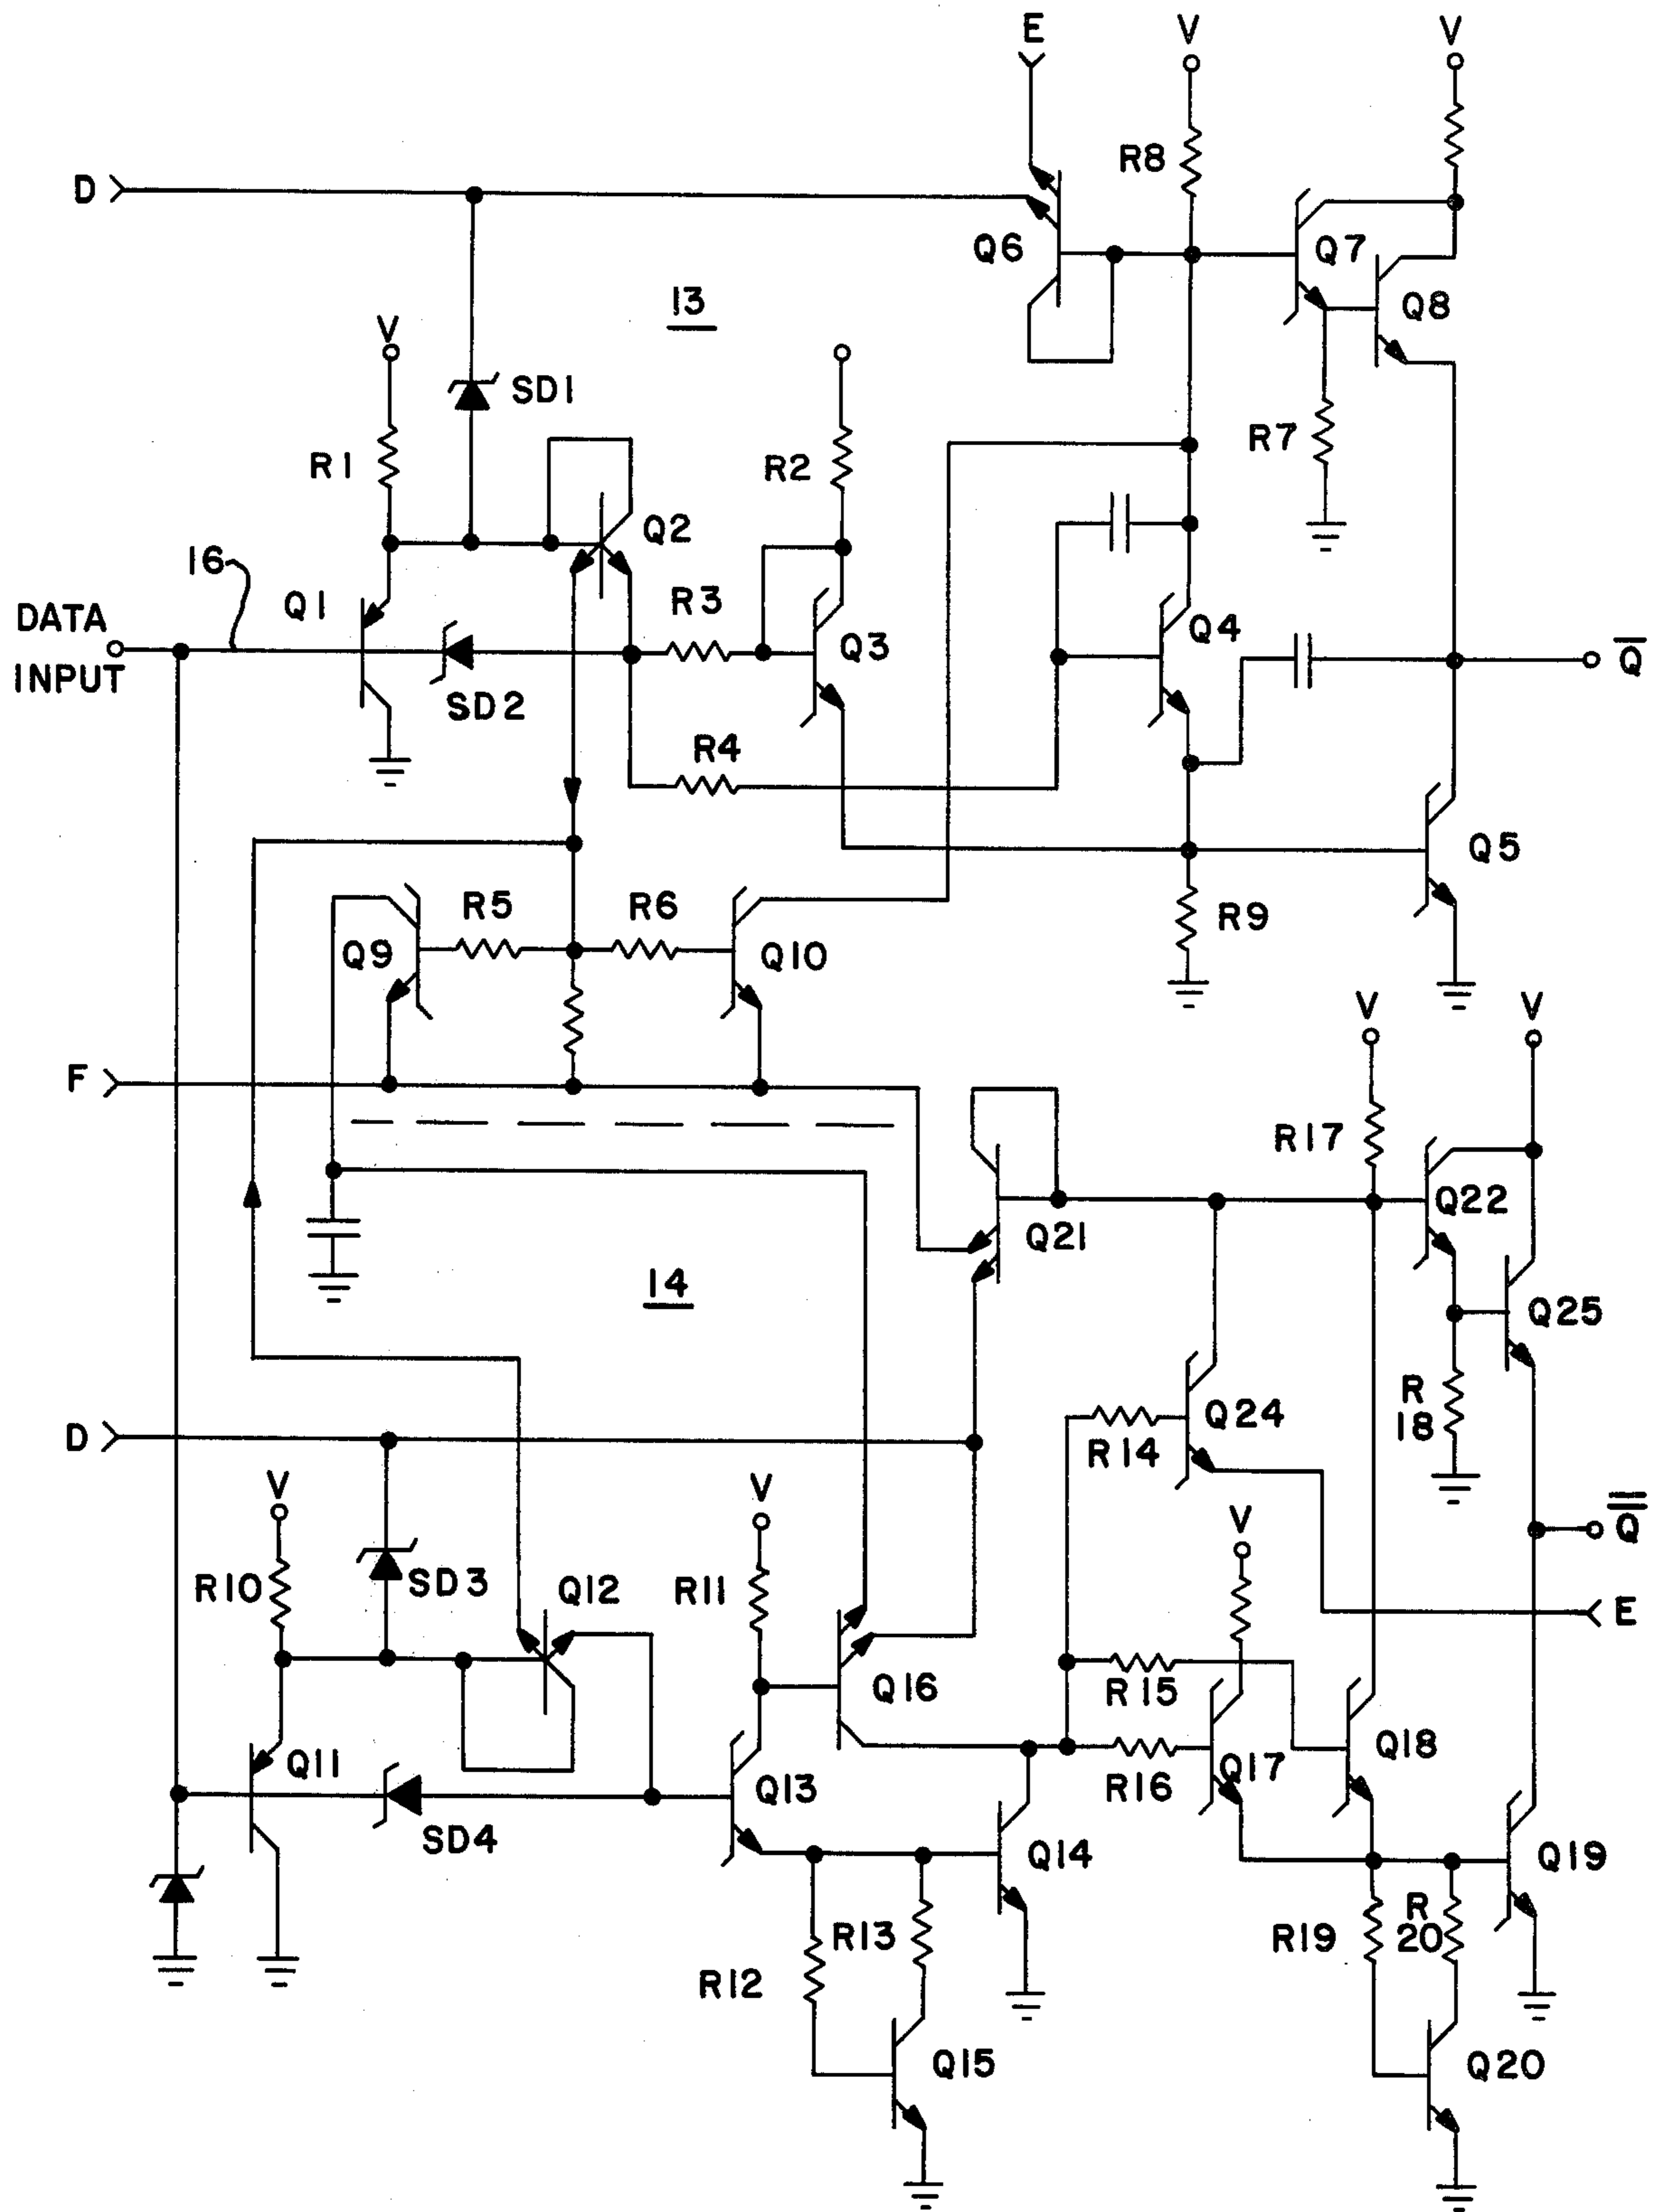 E
V
V
D
R8
Q6
Q7
Q8
13
V
SD1
R1
R2
R7
Q2
16
Q1
R3
Q4
DATA
INPUT
Q3
Q̅
SD2
R4
Q5
R5
R6
R9
Q9
Q10
V
V
F
R17
Q22
Q21
14
Q25
R
18
Q24
D
R14
V
V
V
Q̿
R10
SD3
Q12
R11
E
R15
Q16
Q11
Q18
Q17
R16
Q13
SD4
Q14
Q19
R
20
R13
R19
R12
Q15
Q20